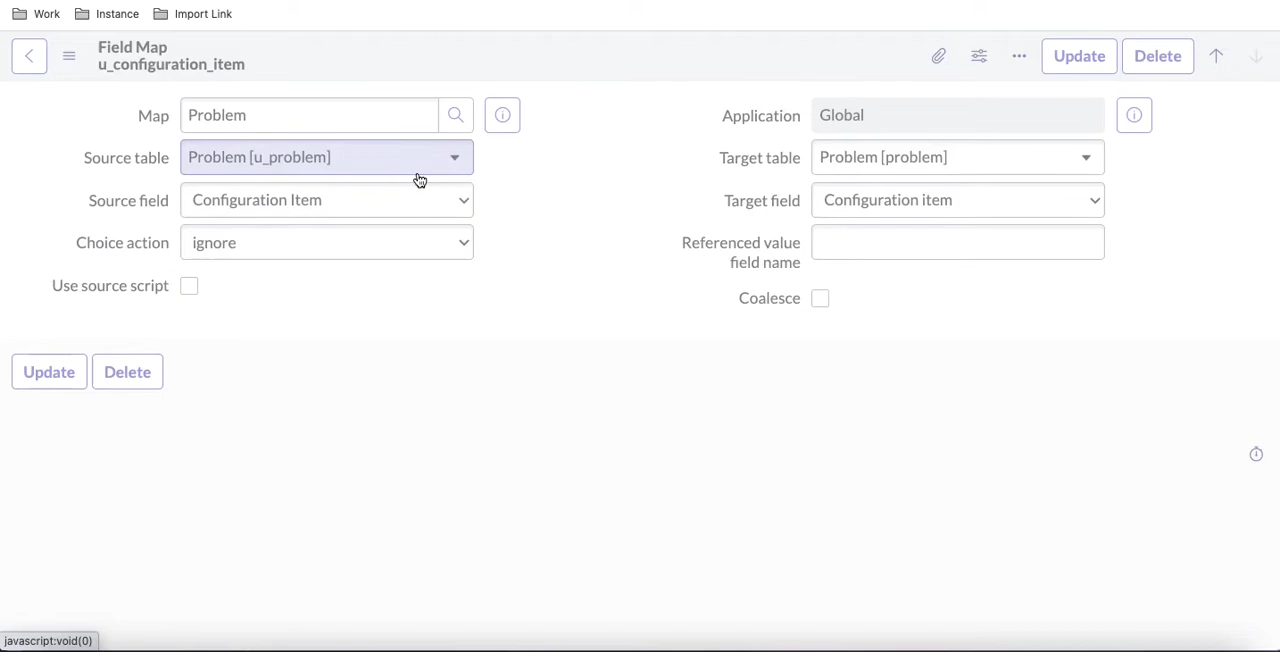 Work Instance Import Link
Field Map
u_configuration_item
Update Delete
Map Problem
Application Global
Source table Problem [u_problem]
Target table Problem [problem]
Source field Configuration Item
Target field Configuration item
Choice action ignore
Referenced value
field name
Use source script
Coalesce
Update Delete
javascript:void(0)